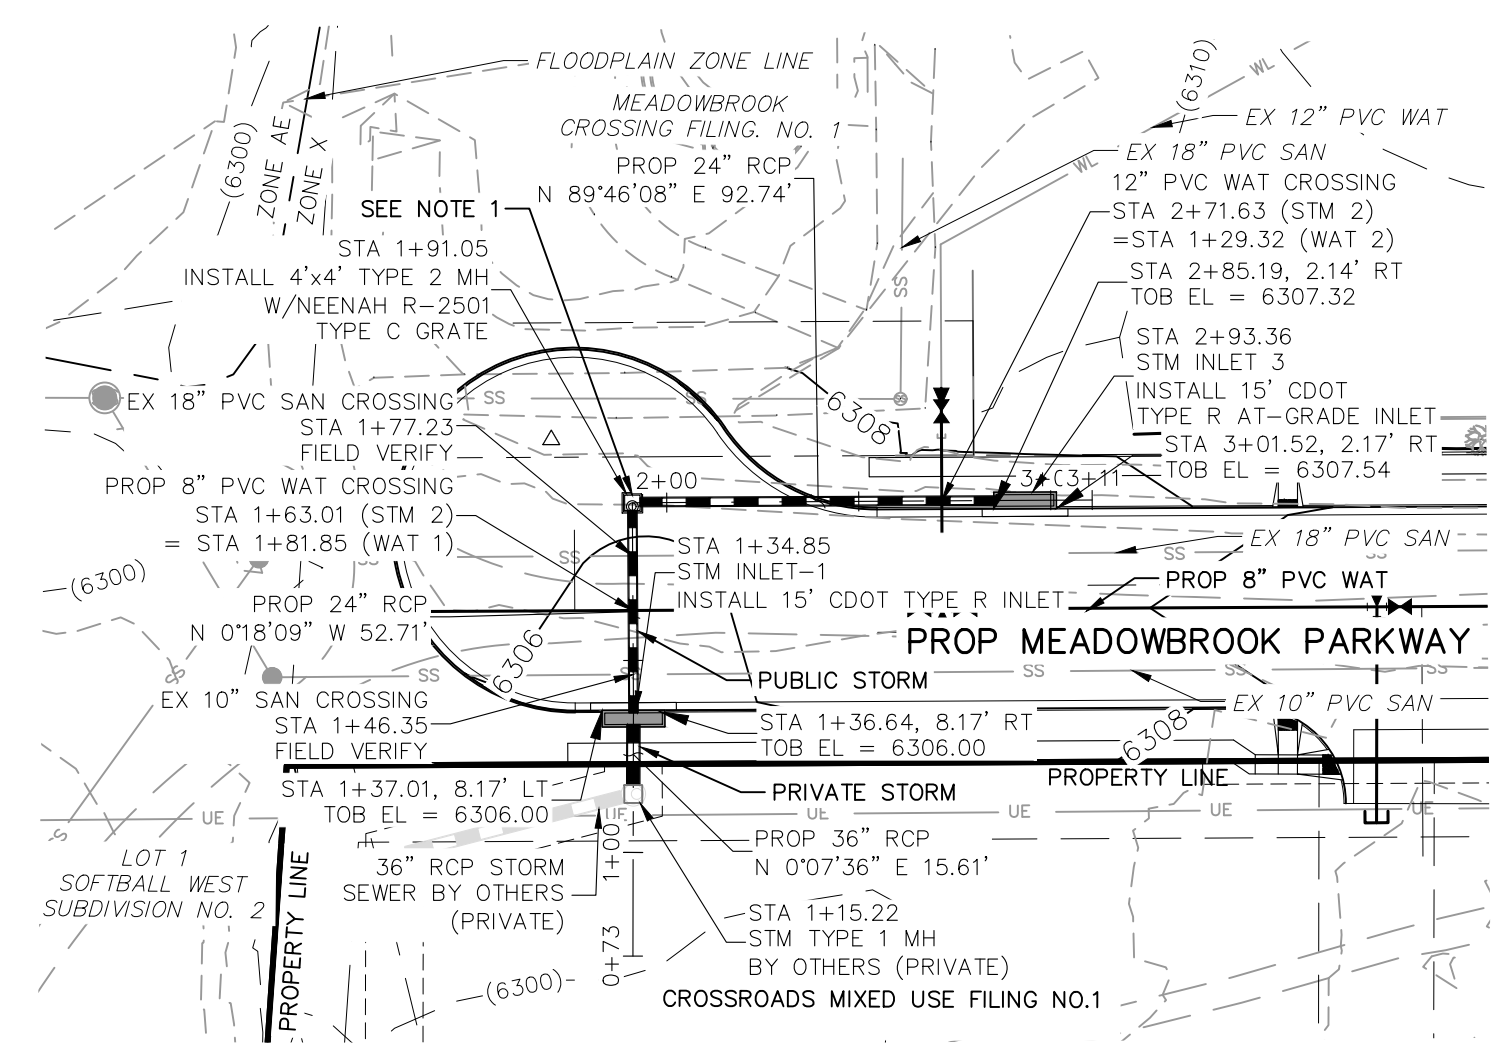 FLOODPLAIN ZONE LINE
MEADOWBROOK
CROSSING FILING. NO. 1
(6310)
WL
EX 12" PVC WAT
EX 18" PVC SAN
WL
(6300)
ZONE AE
ZONE X
PROP 24" RCP
N 89°46'08" E 92.74'
12" PVC WAT CROSSING
STA 2+71.63 (STM 2)
=STA 1+29.32 (WAT 2)
SEE NOTE 1
STA 1+91.05
INSTALL 4'x4' TYPE 2 MH
W/NEENAH R-2501
TYPE C GRATE
STA 2+85.19, 2.14' RT
TOB EL = 6307.32
SS
STA 2+93.36
STM INLET 3
INSTALL 15' CDOT
TYPE R AT-GRADE INLET
STA 3+01.52, 2.17' RT
TOB EL = 6307.54
EX 18" PVC SAN CROSSING
STA 1+77.23
FIELD VERIFY
SS
SS
6308
PROP 8" PVC WAT CROSSING
STA 1+63.01 (STM 2)
= STA 1+81.85 (WAT 1)
2+00
3+11
SS
SS
SS
SS
EX 18" PVC SAN
(6300)
STA 1+34.85
STM INLET-1
INSTALL 15' CDOT TYPE R INLET
PROP 8" PVC WAT
PROP 24" RCP
N 0°18'09" W 52.71'
PROP MEADOWBROOK PARKWAY
6306
SS
SS
SS
SS
SS
PUBLIC STORM
EX 10" SAN CROSSING
STA 1+46.35
FIELD VERIFY
EX 10" PVC SAN
STA 1+36.64, 8.17' RT
TOB EL = 6306.00
6308
PROPERTY LINE
STA 1+37.01, 8.17' LT
TOB EL = 6306.00
PRIVATE STORM
UE
UE
UE
UE
UE
UE
S
LOT 1
SOFTBALL WEST
SUBDIVISION NO. 2
PROPERTY LINE
1+00
36" RCP STORM
SEWER BY OTHERS
(PRIVATE)
PROP 36" RCP
N 0°07'36" E 15.61'
STA 1+15.22
STM TYPE 1 MH
BY OTHERS (PRIVATE)
0+73
(6300)
CROSSROADS MIXED USE FILING NO.1